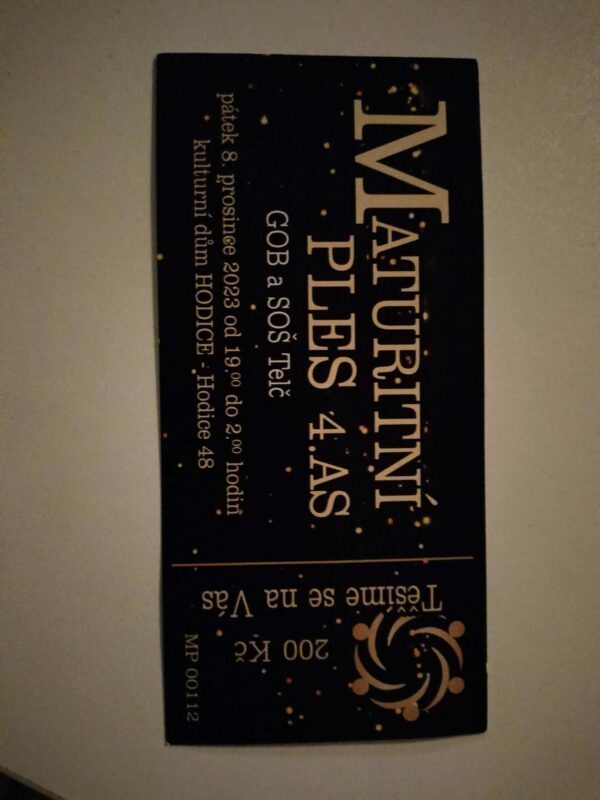 MATURITNÍ
PLES 4.AS
GOB a SOŠ Telč
pátek 8. prosince 2023 od 19.00 do 2.00 hodin
kulturní dům HODICE - Hodice 48
Těšíme se na Vás
200 Kč
MP 00112